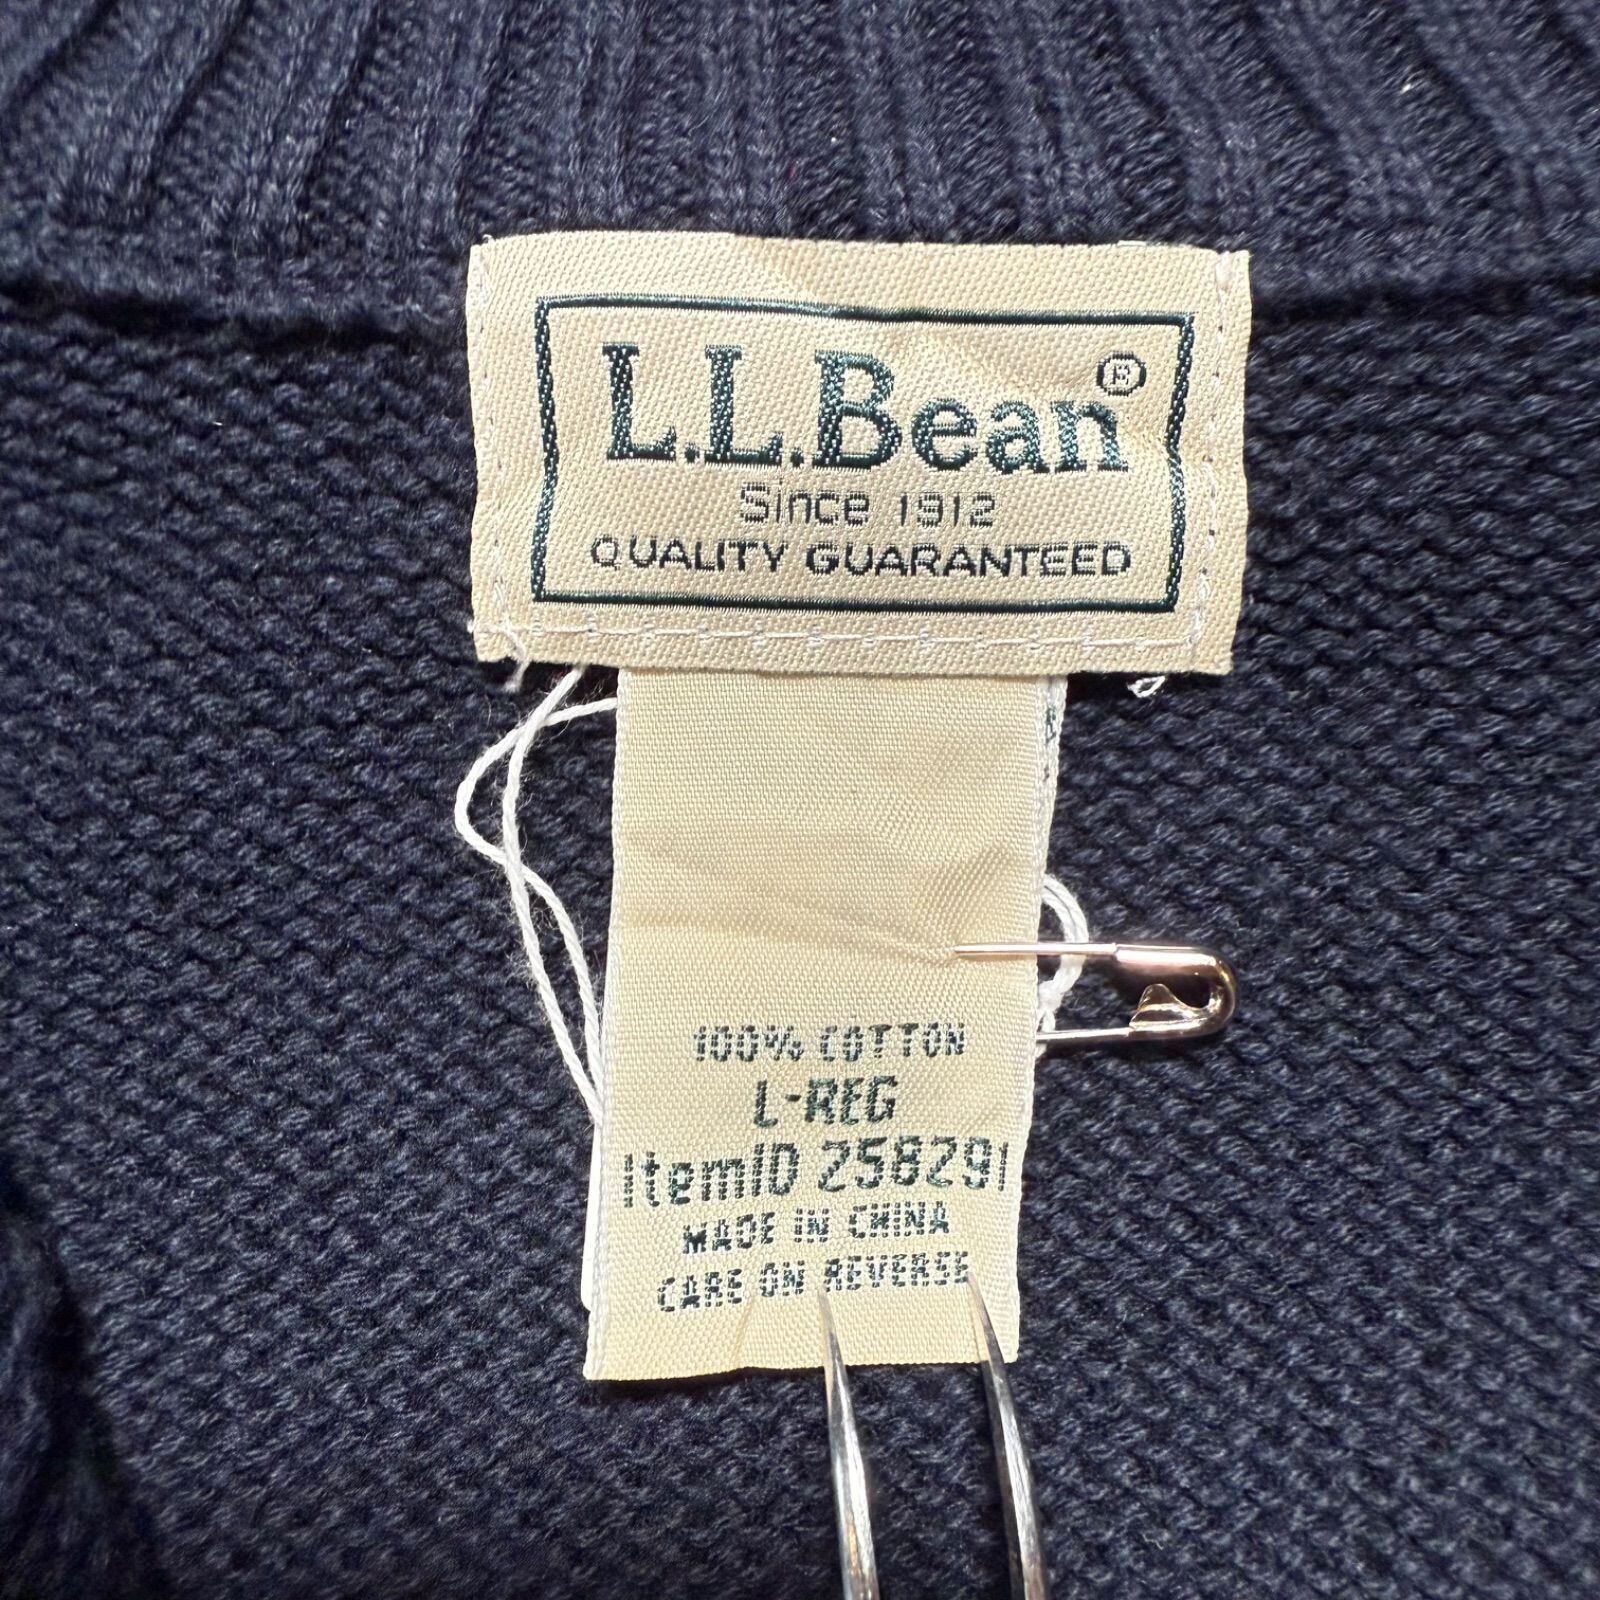 L.L.Bean®
Since 1912
QUALITY GUARANTEED
100% COTTON
L-REG
ItemID 258291
MADE IN CHINA
CARE ON REVERSE